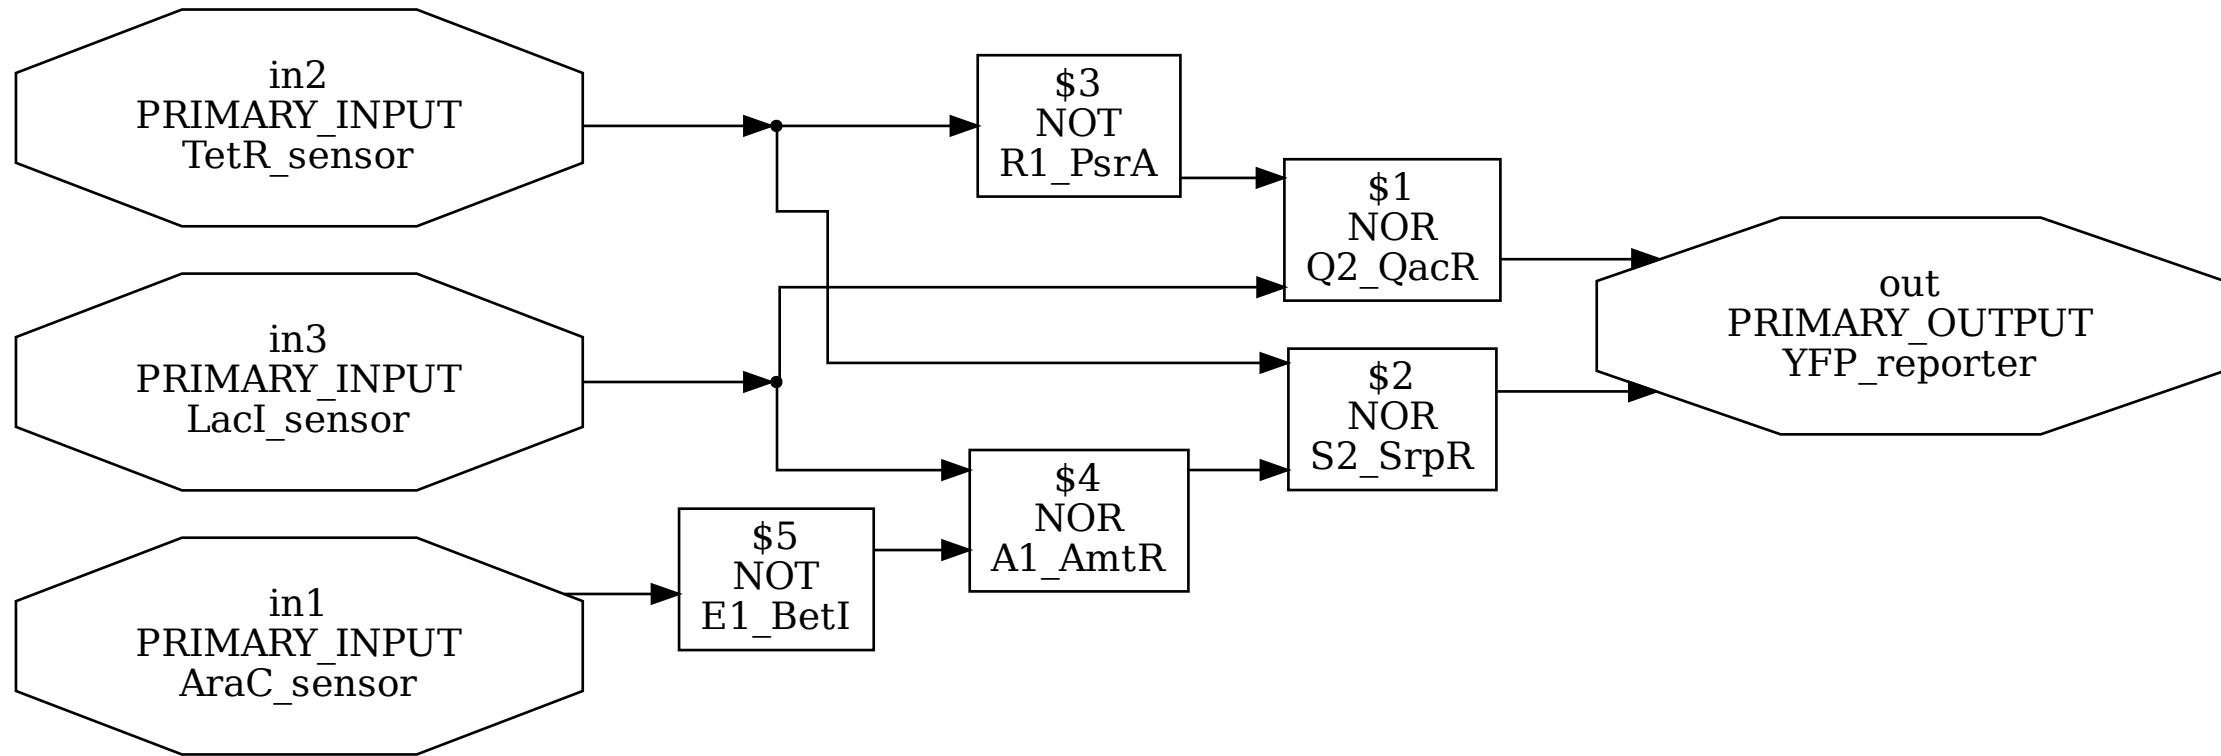 in2
PRIMARY_INPUT
TetR_sensor
$3
NOT
R1_PsrA
$1
NOR
Q2_QacR
in3
PRIMARY_INPUT
LacI_sensor
out
PRIMARY_OUTPUT
YFP_reporter
$2
NOR
S2_SrpR
$4
NOR
A1_AmtR
$5
NOT
E1_BetI
in1
PRIMARY_INPUT
AraC_sensor